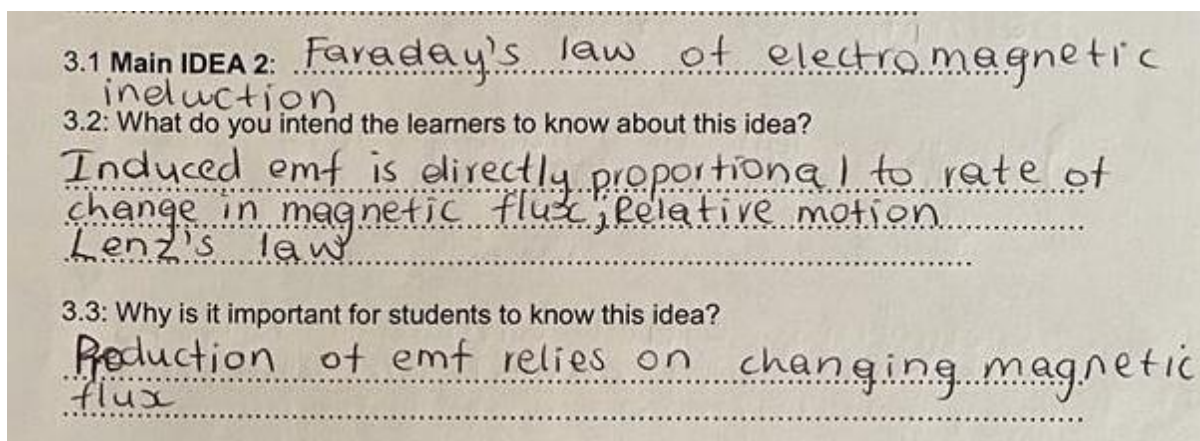 3.1 Main IDEA 2: Faraday's law of electromagnetic
induction
3.2: What do you intend the learners to know about this idea?
Induced emf is directly proportional to rate of
change in magnetic flux; Relative motion
Lenz's law
3.3: Why is it important for students to know this idea?
Production of emf relies on changing magnetic
flux